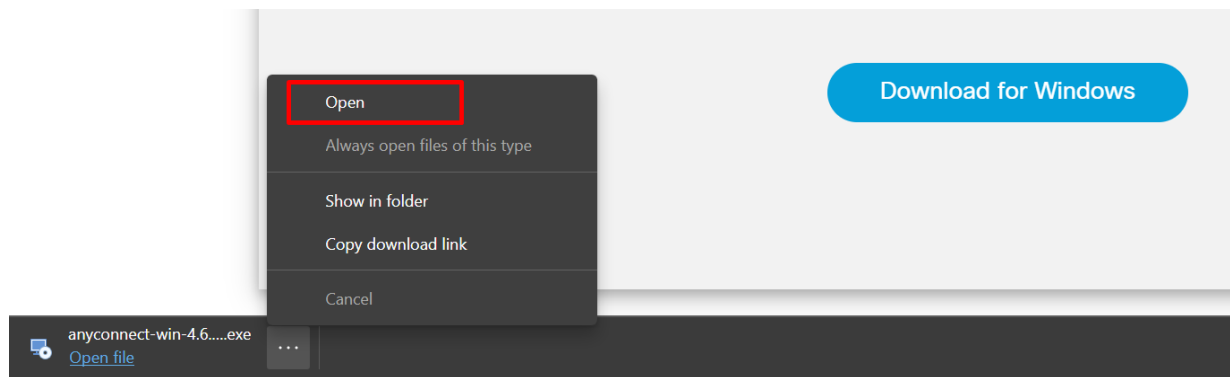 Download for Windows
Open
Always open files of this type
Show in folder
Copy download link
Cancel
anyconnect-win-4.6.....exe
Open file
...